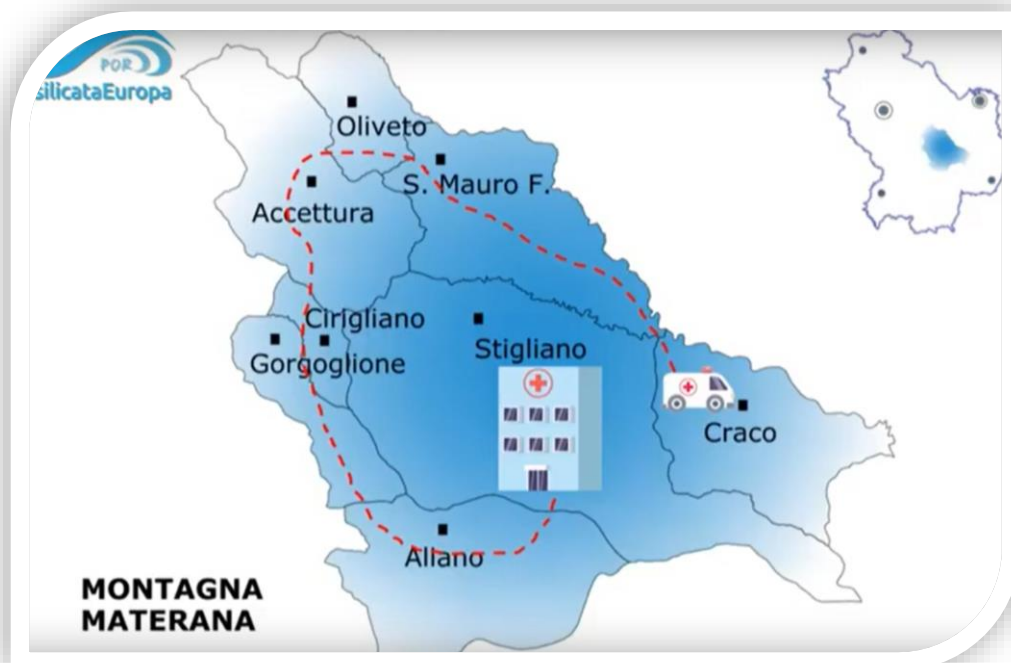 POR
silicataEuropa
Oliveto
S. Mauro F.
Accettura
Cirigliano
Gorgoglione
Stigliano
Craco
Aliano
MONTAGNA
MATERANA